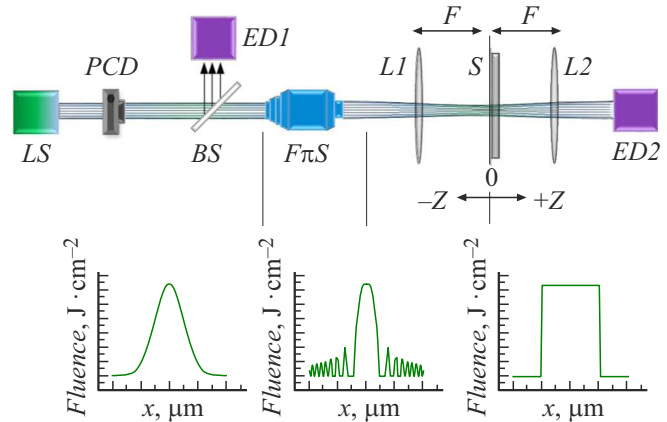 ED1
F F
PCD L1 S L2
LS BS FπS ED2
0
–Z +Z
Fluence, J · cm–2
x, μm
Fluence, J · cm–2
x, μm
Fluence, J · cm–2
x, μm